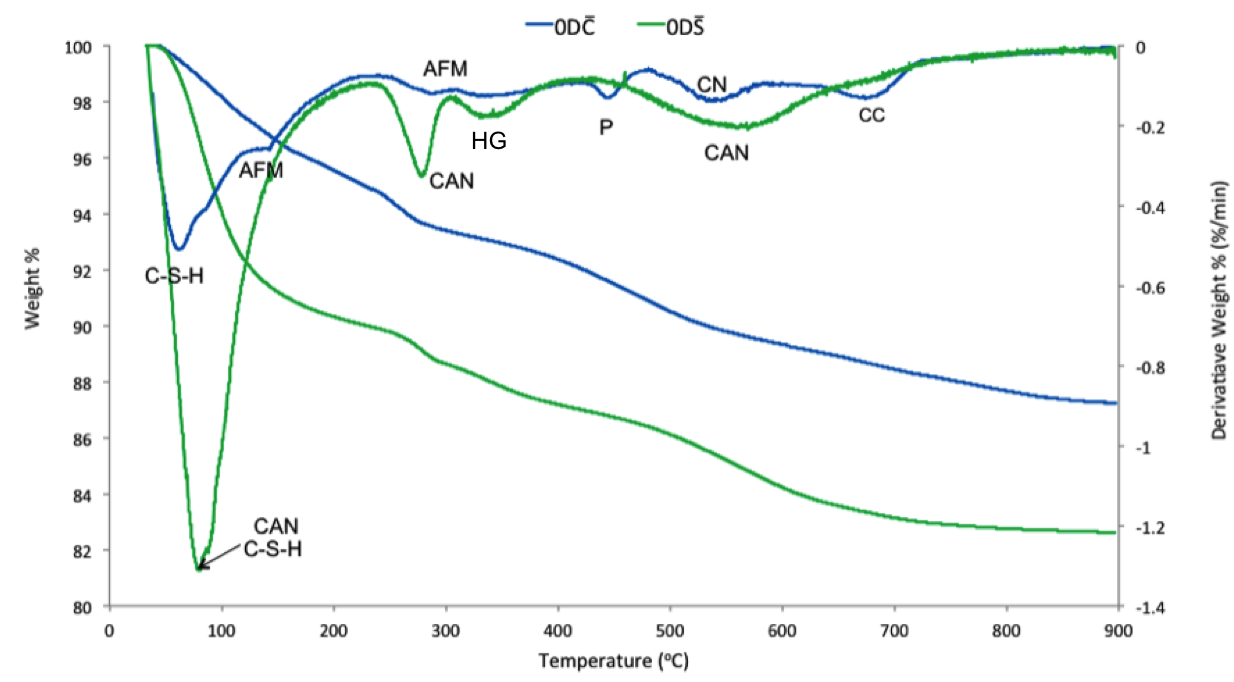 0DC̄ 0DS̄
100
98
96
94
92
90
88
86
84
82
80
Weight %
0
-0.2
-0.4
-0.6
-0.8
-1
-1.2
-1.4
Derivatiave Weight % (%/min)
AFM
CN
CC
P
HG
CAN
CAN
AFM
C-S-H
CAN
C-S-H
0 100 200 300 400 500 600 700 800 900
Temperature (ºC)